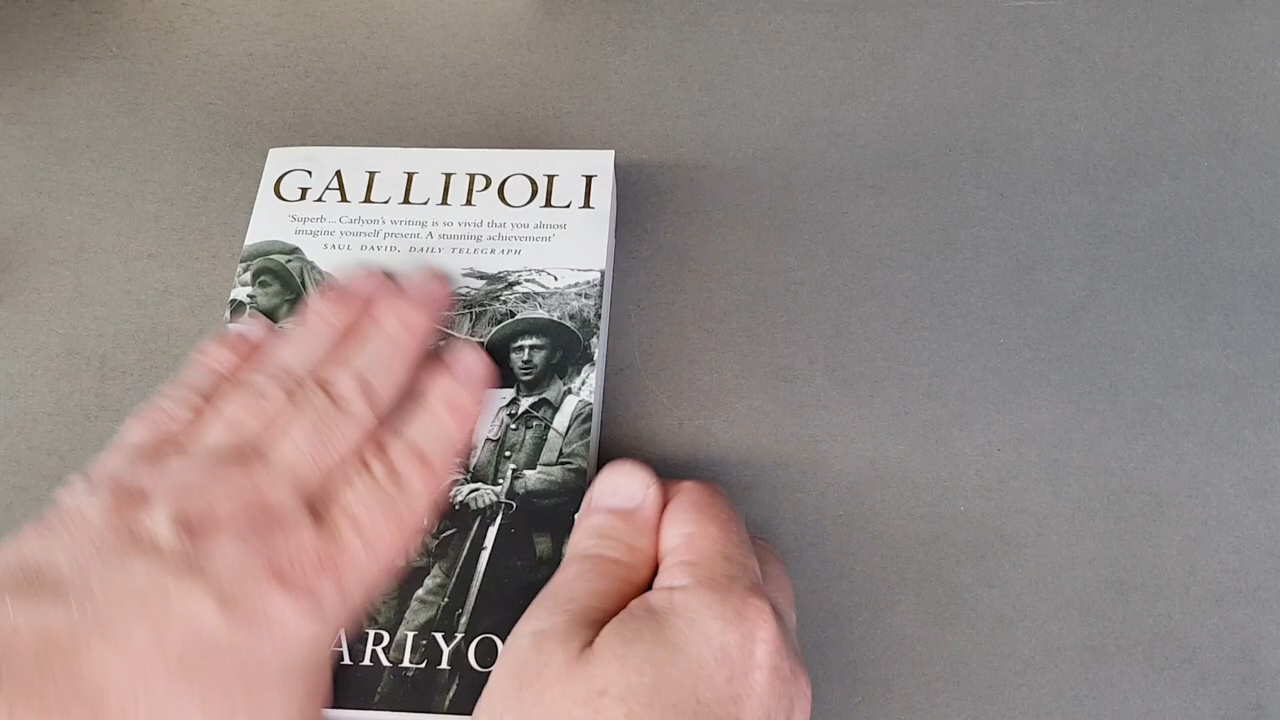 GALLIPOLI
'Superb ... Carlyon's writing is so vivid that you almost
imagine yourself present. A stunning achievement'
SAUL DAVID, DAILY TELEGRAPH
ARLYO